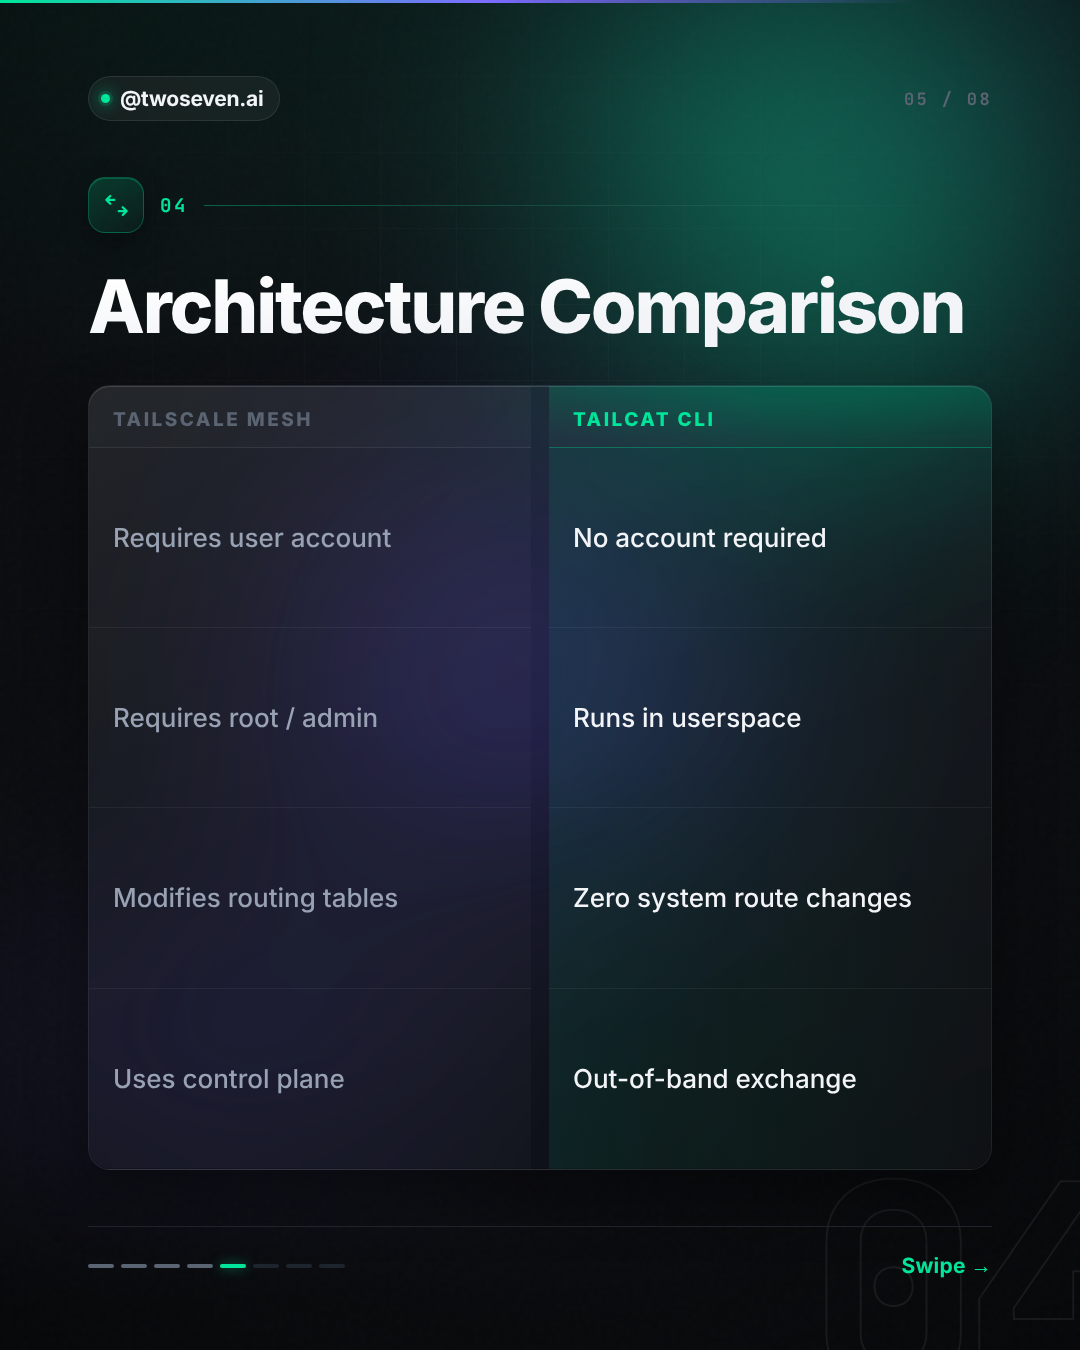 @twoseven.ai
05 / 08
04
Architecture Comparison
TAILSCALE MESH
TAILCAT CLI
Requires user account
No account required
Requires root / admin
Runs in userspace
Modifies routing tables
Zero system route changes
Uses control plane
Out-of-band exchange
04
Swipe →